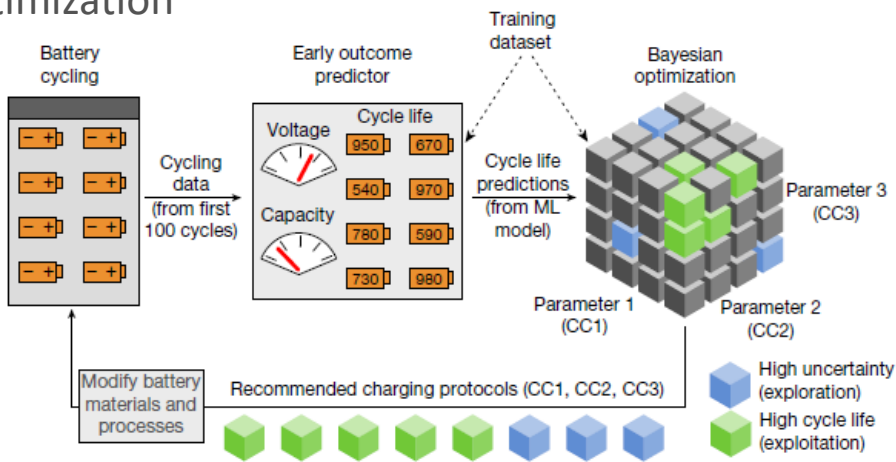 timization
Training
dataset
Battery
cycling
Early outcome
predictor
Bayesian
optimization
- +
- +
- +
- +
- +
- +
- +
- +
Cycling
data
(from first
100 cycles)
Cycle life
Voltage
Capacity
950 670
540 970
780 590
730 980
Cycle life
predictions
(from ML
model)
Parameter 3
(CC3)
Parameter 1
(CC1)
Parameter 2
(CC2)
Modify battery
materials and
processes
Recommended charging protocols (CC1, CC2, CC3)
High uncertainty
(exploration)
High cycle life
(exploitation)